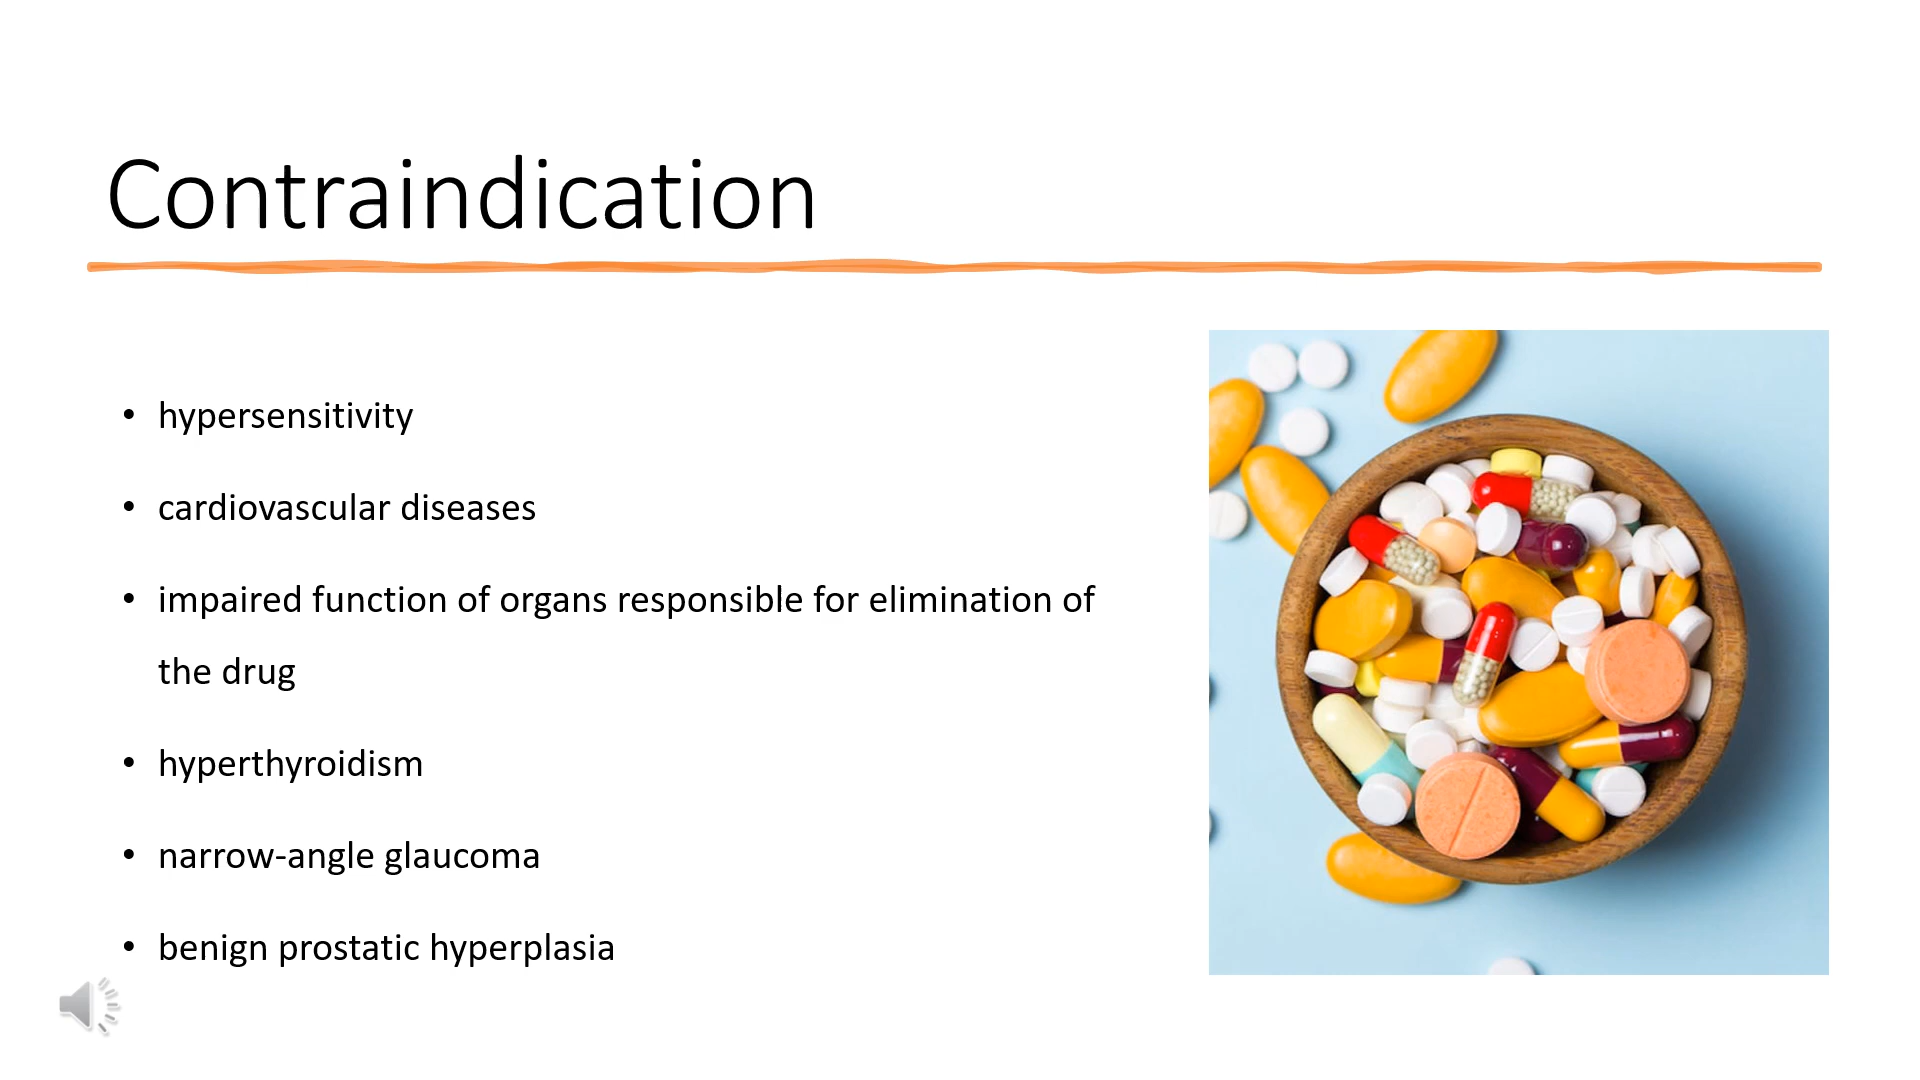 Contraindication
• hypersensitivity
• cardiovascular diseases
• impaired function of organs responsible for elimination of
the drug
• hyperthyroidism
• narrow-angle glaucoma
• benign prostatic hyperplasia